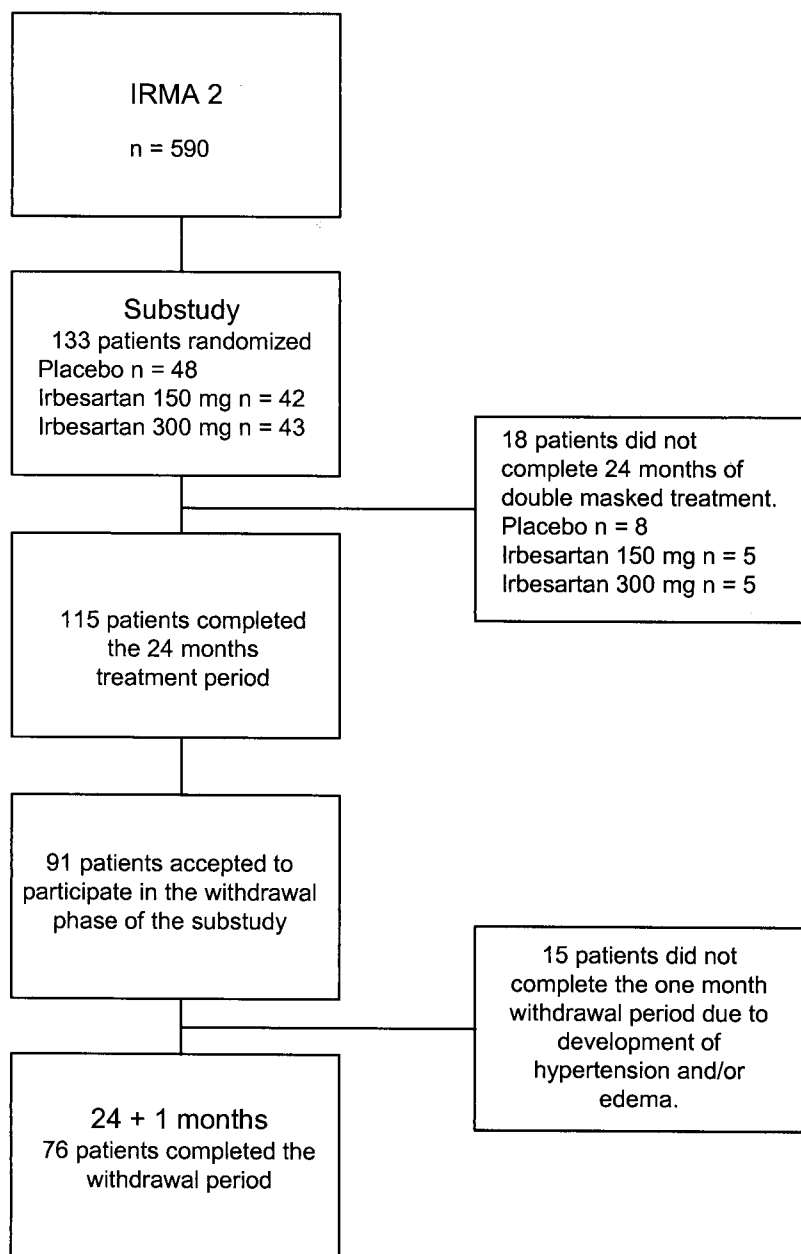 IRMA 2
n = 590
Substudy
133 patients randomized
Placebo n = 48
Irbesartan 150 mg n = 42
Irbesartan 300 mg n = 43
18 patients did not
complete 24 months of
double masked treatment.
Placebo n = 8
Irbesartan 150 mg n = 5
Irbesartan 300 mg n = 5
115 patients completed
the 24 months
treatment period
91 patients accepted to
participate in the withdrawal
phase of the substudy
15 patients did not
complete the one month
withdrawal period due to
development of
hypertension and/or
edema.
24 + 1 months
76 patients completed the
withdrawal period